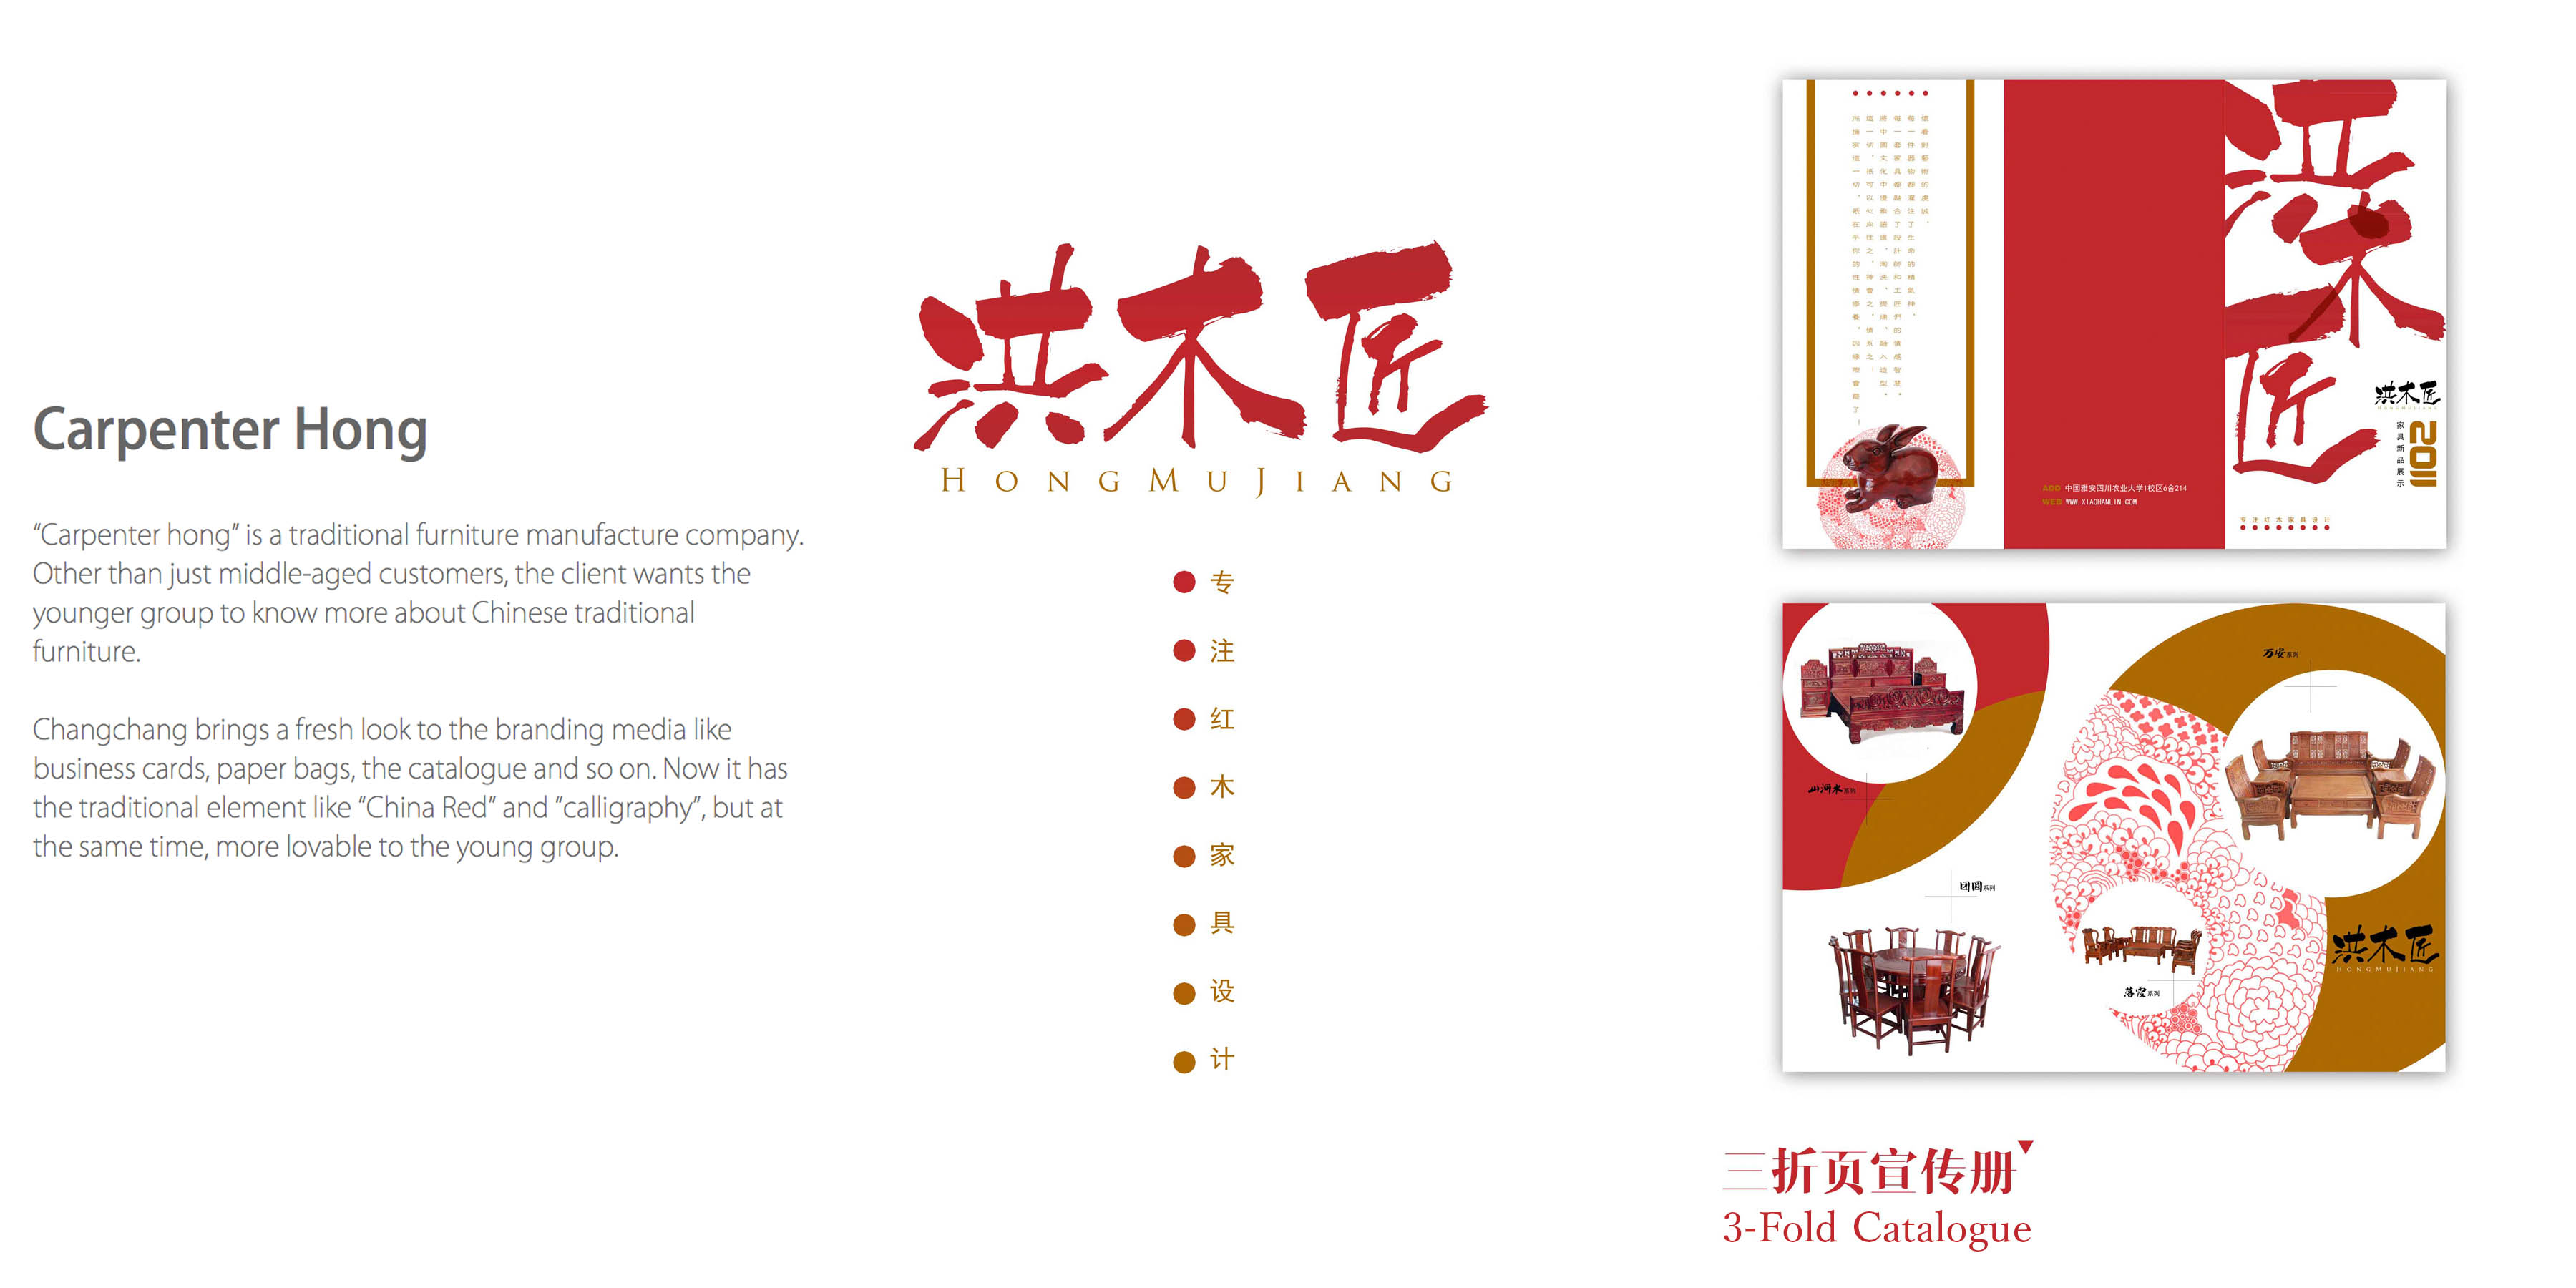 Carpenter Hong
“Carpenter hong” is a traditional furniture manufacture company.
Other than just middle-aged customers, the client wants the
younger group to know more about Chinese traditional
furniture.
Changchang brings a fresh look to the branding media like
business cards, paper bags, the catalogue and so on. Now it has
the traditional element like “China Red” and “calligraphy”, but at
the same time, more lovable to the young group.
洪木匠
HONGMUJIANG
专注红木家具设计
ADD 中国雅安四川农业大学1校区6舍214
WEB WWW.XIAOHANLIN.COM
洪木匠
洪木匠
HONGMUJIANG
2011
家具新品展示
专注红木家具设计
山河水系列
万安系列
团圆系列
落霞系列
洪木匠
HONGMUJIANG
三折页宣传册
3-Fold Catalogue